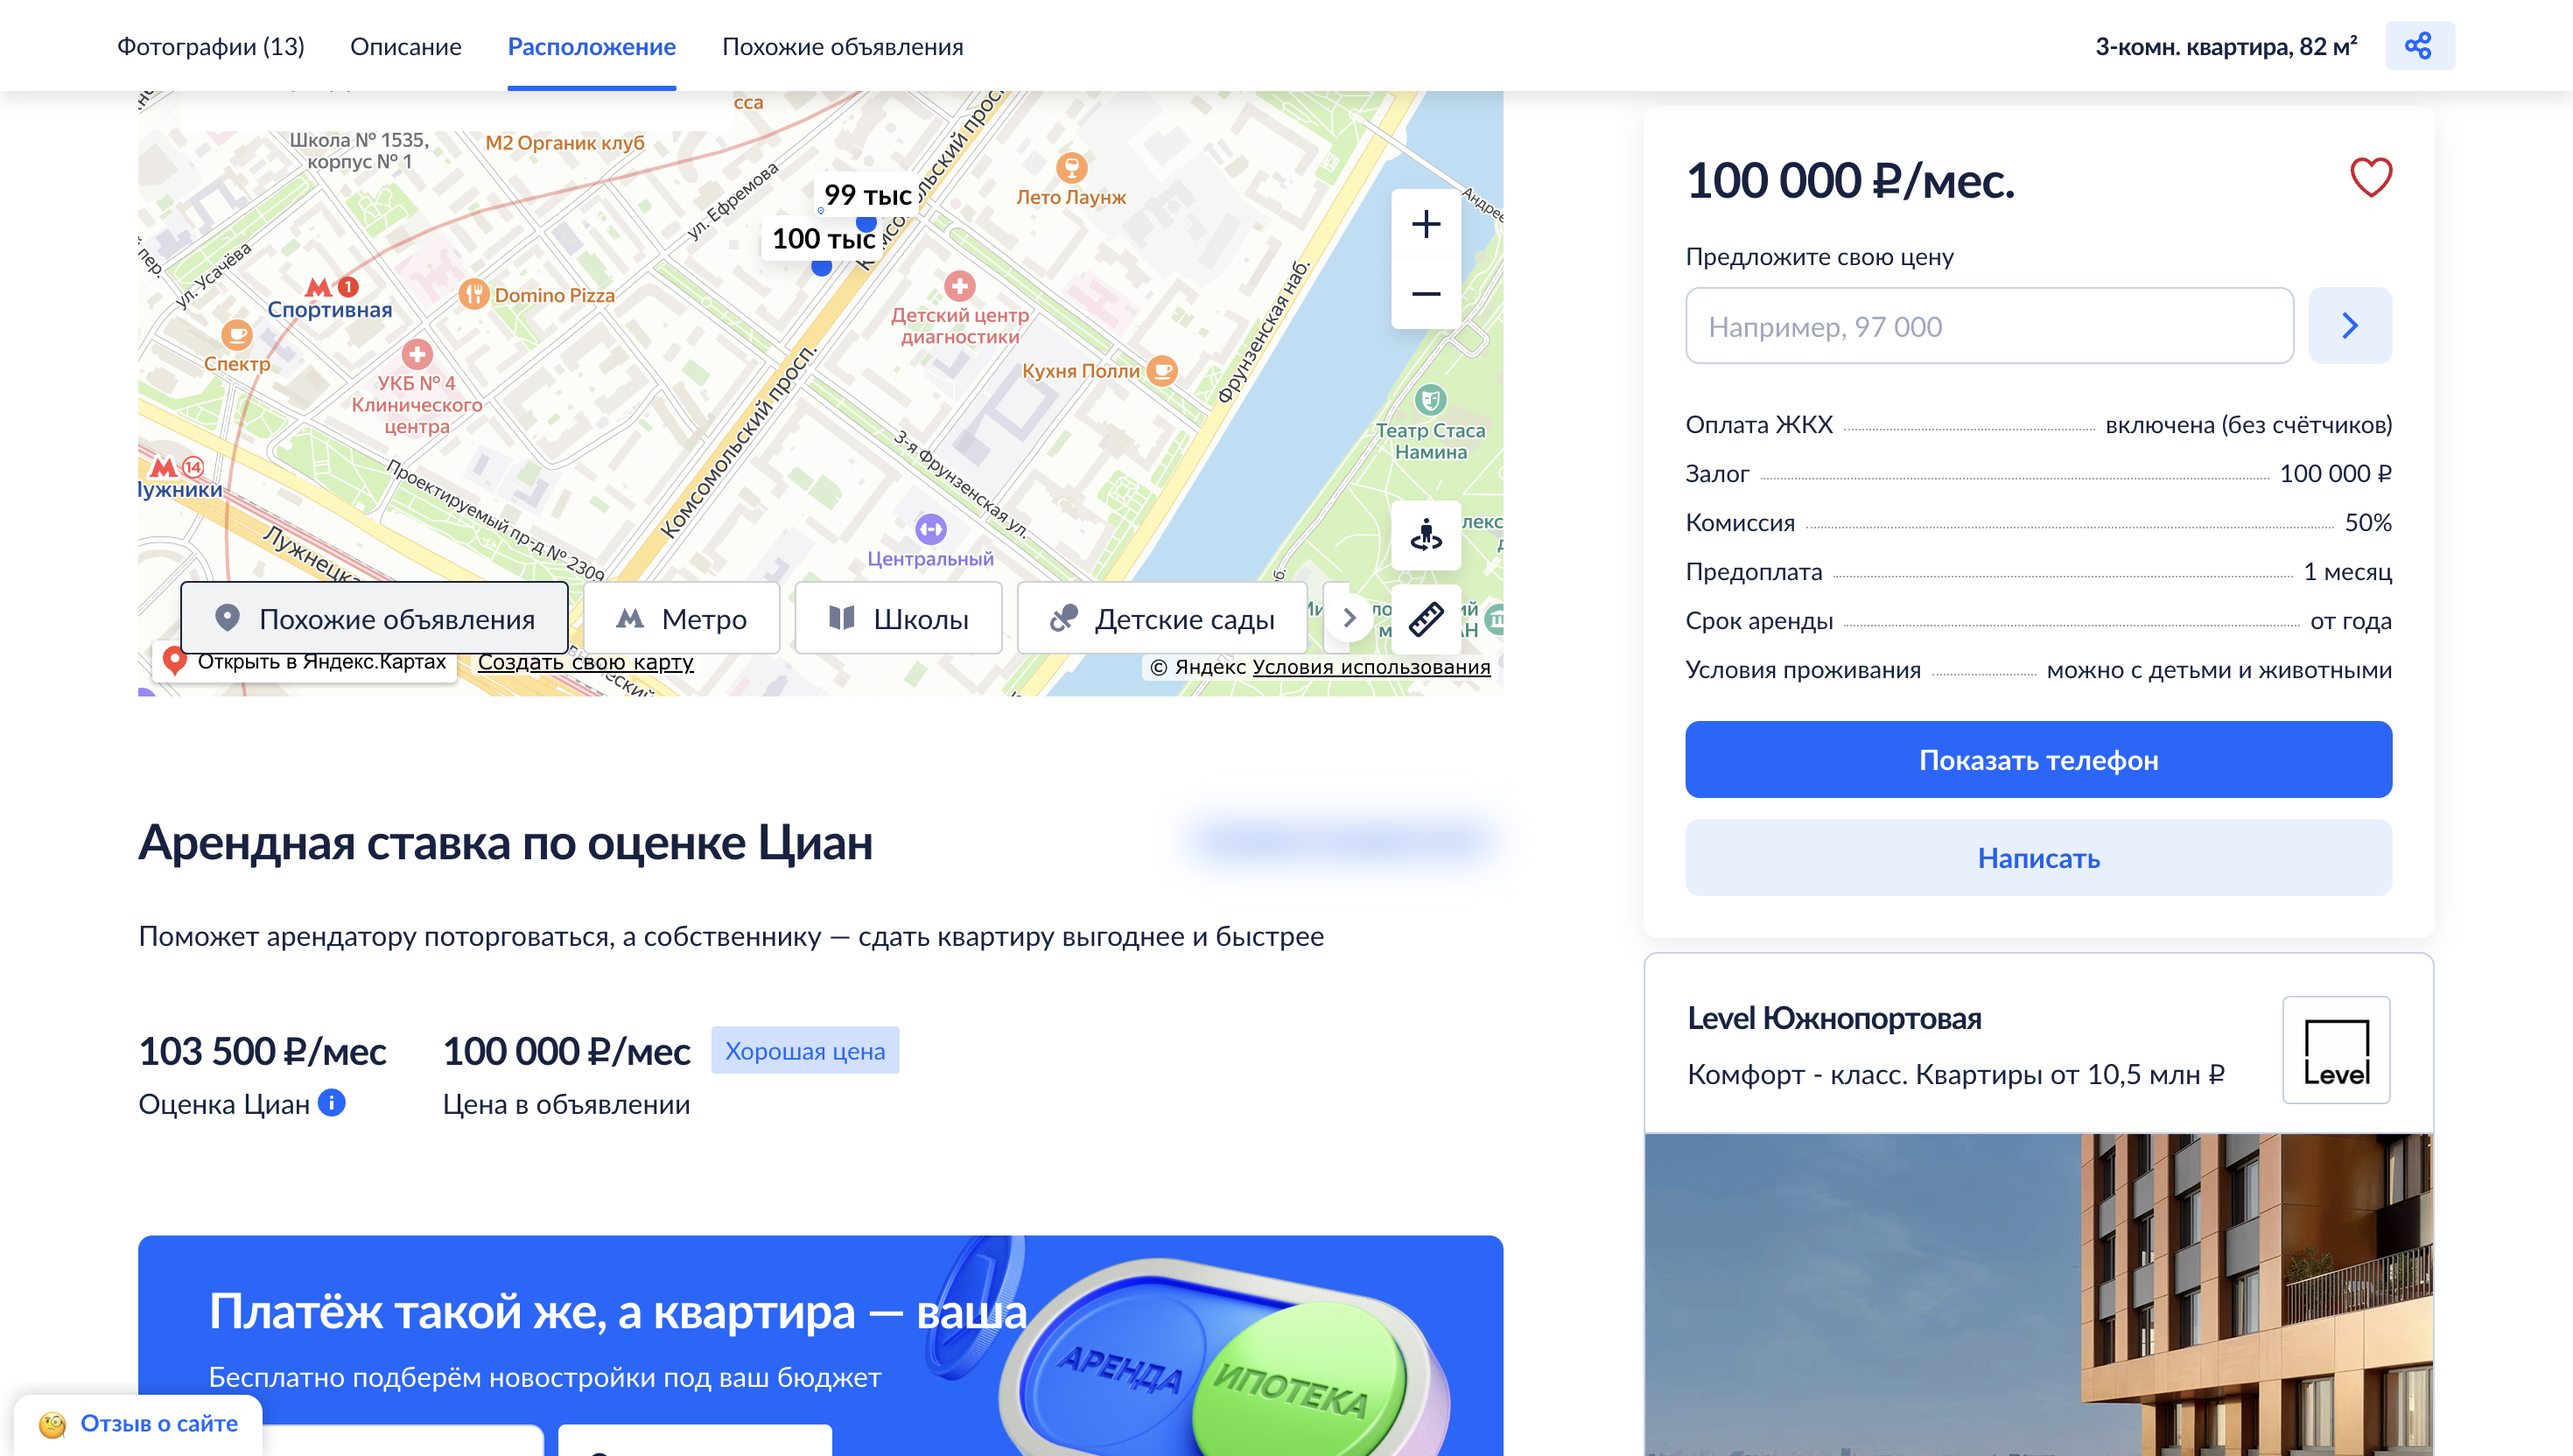 Фотографии (13)
Описание
Расположение
Похожие объявления
3-комн. квартира, 82 м²
сса
Школа № 1535,
корпус № 1
М2 Органик клуб
ул. Ефремова
99 тыс
100 тыс
Лето Лаунж
ул. Усачёва
пер.
1
Спортивная
Domino Pizza
Спектр
УКБ № 4
Клинического
центра
Детский центр
диагностики
Кухня Полли
Фрунзенская наб.
Театр Стаса
Намина
14
Проектируемый пр-д № 2309
Комсомольский просп.
3-я Фрунзенская ул.
Центральный
Похожие объявления
Метро
Школы
Детские сады
Открыть в Яндекс.Картах
Создать свою карту
© Яндекс Условия использования
100 000 ₽/мес.
Предложите свою цену
Например, 97 000
Оплата ЖКХ включена (без счётчиков)
Залог 100 000 ₽
Комиссия 50%
Предоплата 1 месяц
Срок аренды от года
Условия проживания можно с детьми и животными
Показать телефон
Написать
Арендная ставка по оценке Циан
Поможет арендатору поторговаться, а собственнику — сдать квартиру выгоднее и быстрее
103 500 ₽/мес
Оценка Циан
100 000 ₽/мес
Хорошая цена
Цена в объявлении
Level Южнопортовая
Комфорт - класс. Квартиры от 10,5 млн ₽
Level
Платёж такой же, а квартира — ваша
Бесплатно подберём новостройки под ваш бюджет
АРЕНДА
ИПОТЕКА
Отзыв о сайте